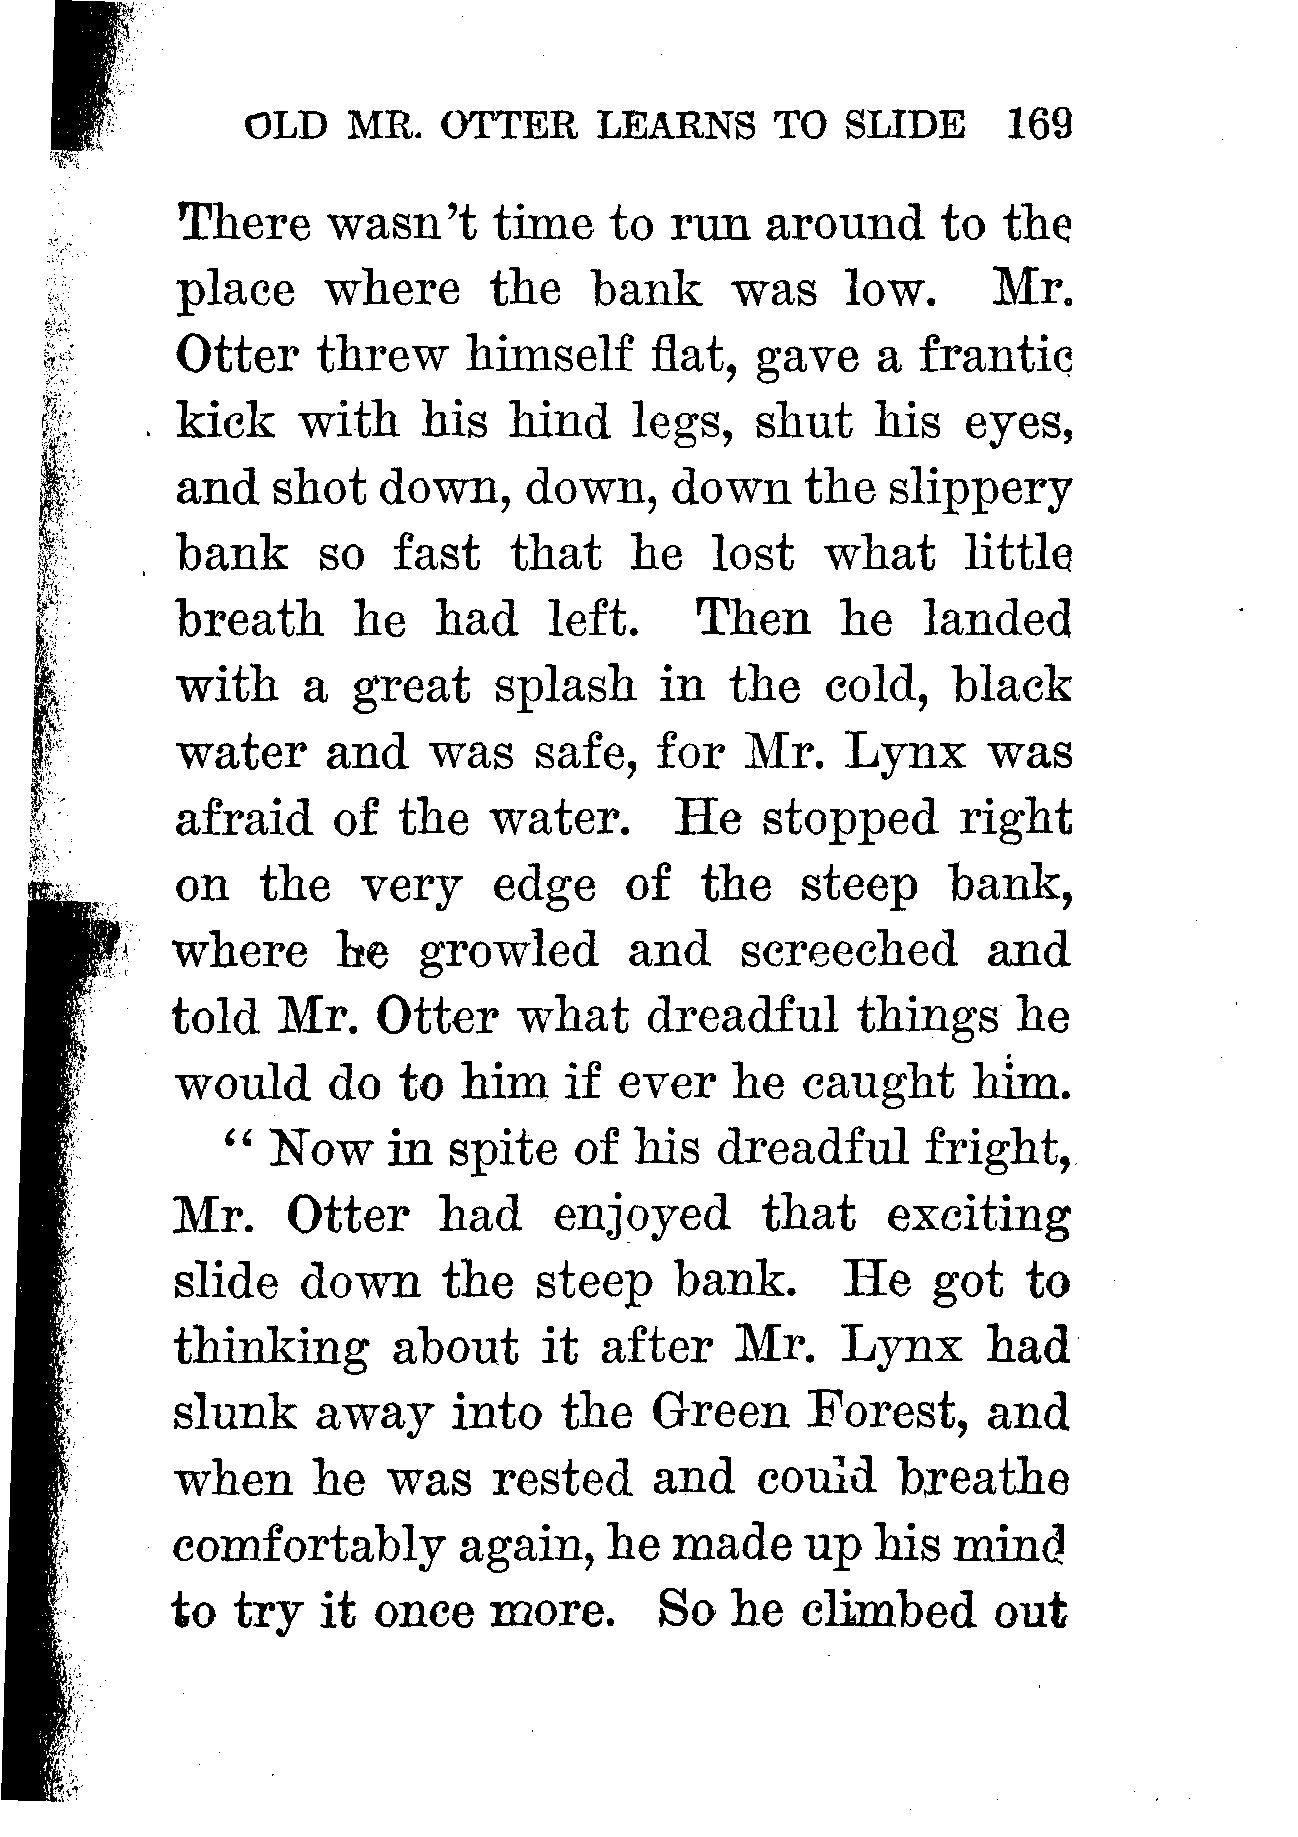 OLD MR. OTTER LEARNS TO SLIDE 169
There wasn't time to run around to the
place where the bank was low. Mr.
Otter threw himself flat, gave a frantic
kick with his hind legs, shut his eyes,
and shot down, down, down the slippery
bank so fast that he lost what little
breath he had left. Then he landed
with a great splash in the cold, black
water and was safe, for Mr. Lynx was
afraid of the water. He stopped right
on the very edge of the steep bank,
where he growled and screeched and
told Mr. Otter what dreadful things he
would do to him if ever he caught him.
“ Now in spite of his dreadful fright,
Mr. Otter had enjoyed that exciting
slide down the steep bank. He got to
thinking about it after Mr. Lynx had
slunk away into the Green Forest, and
when he was rested and could breathe
comfortably again, he made up his mind
to try it once more. So he climbed out